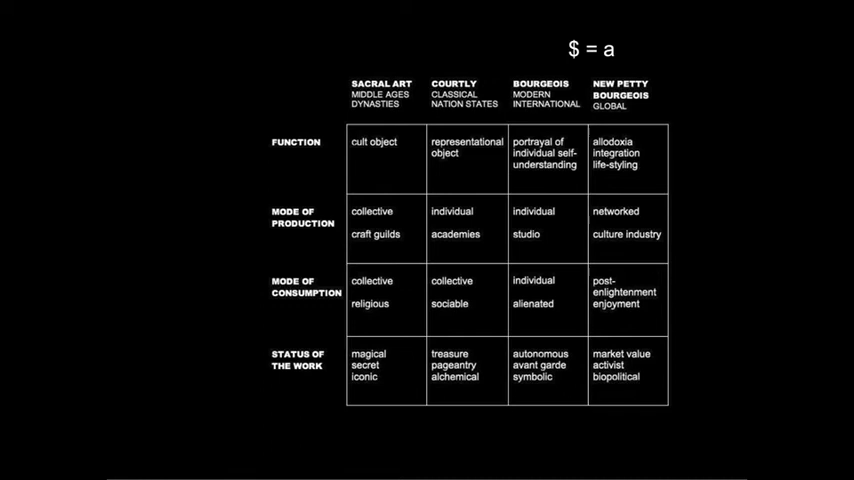 $ = a
SACRAL ART
MIDDLE AGES
DYNASTIES
COURTLY
CLASSICAL
NATION STATES
BOURGEOIS
MODERN
INTERNATIONAL
NEW PETTY
BOURGEOIS
GLOBAL
FUNCTION
cult object
representational
object
portrayal of
individual self-
understanding
allodoxia
integration
life-styling
MODE OF
PRODUCTION
collective
craft guilds
individual
academies
individual
studio
networked
culture industry
MODE OF
CONSUMPTION
collective
religious
collective
sociable
individual
alienated
post-
enlightenment
enjoyment
STATUS OF
THE WORK
magical
secret
iconic
treasure
pageantry
alchemical
autonomous
avant garde
symbolic
market value
activist
biopolitical